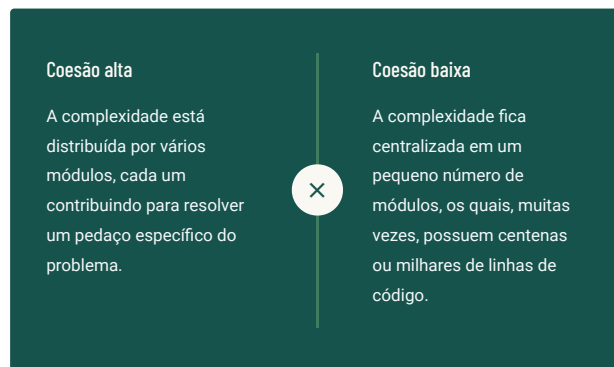 Coesão alta
A complexidade está
distribuída por vários
módulos, cada um
contribuindo para resolver
um pedaço específico do
problema.
Coesão baixa
A complexidade fica
centralizada em um
pequeno número de
módulos, os quais, muitas
vezes, possuem centenas
ou milhares de linhas de
código.